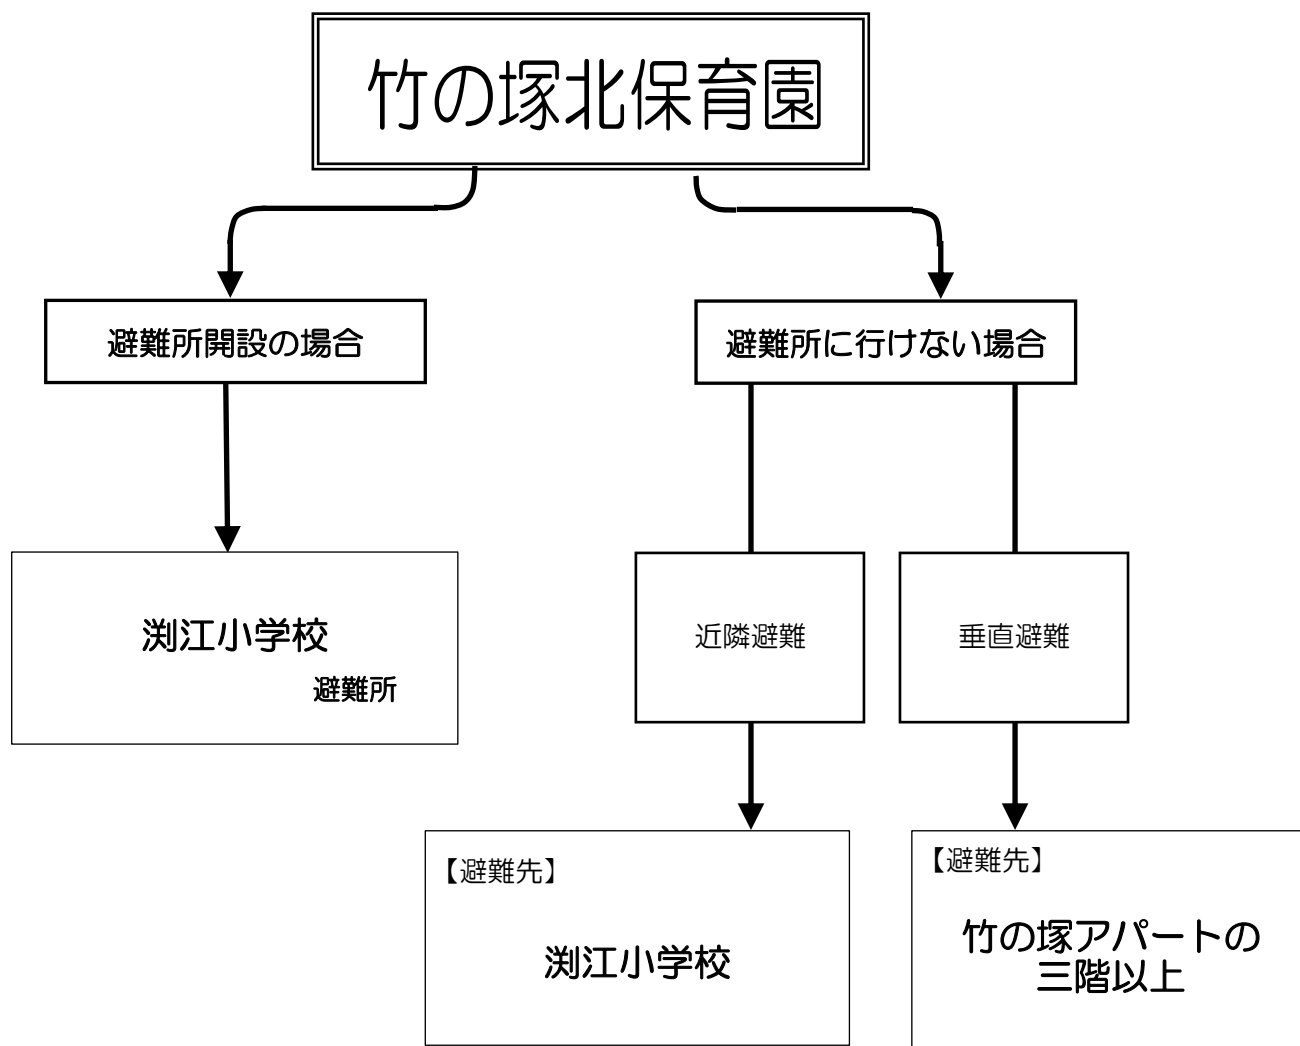 竹の塚北保育園
避難所開設の場合
避難所に行けない場合
渕江小学校
避難所
近隣避難
垂直避難
【避難先】
渕江小学校
【避難先】
竹の塚アパートの
三階以上